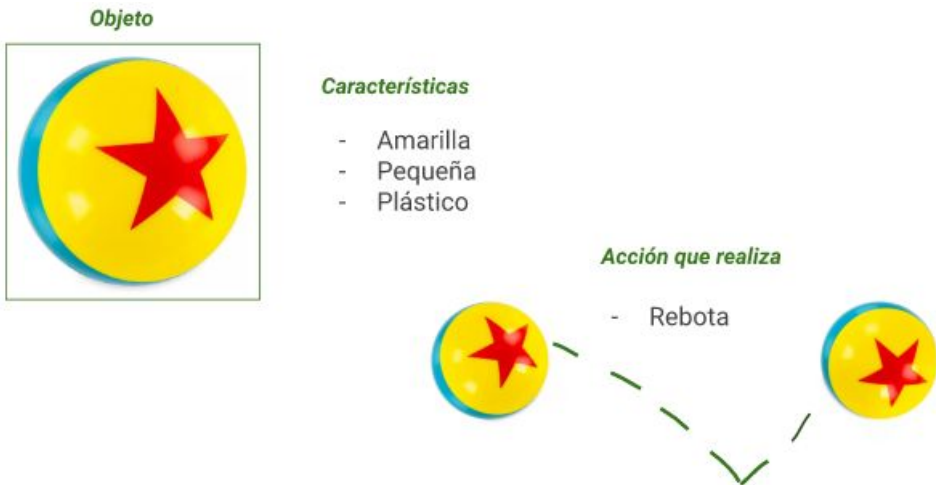 Objeto
Características
- Amarilla
- Pequeña
- Plástico
Acción que realiza
- Rebota